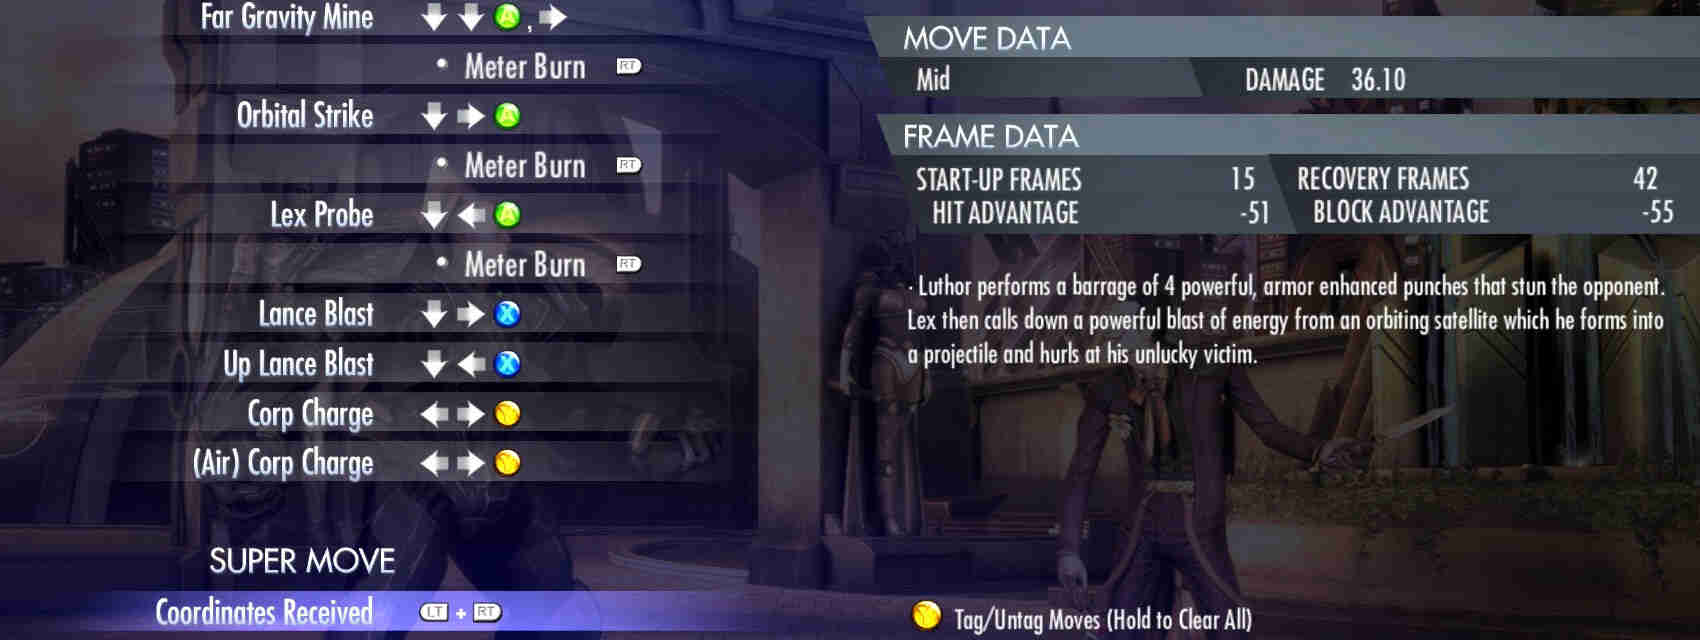 Far Gravity Mine A ,
• Meter Burn RT
Orbital Strike A
• Meter Burn RT
Lex Probe A
• Meter Burn RT
Lance Blast X
Up Lance Blast X
Corp Charge Y
(Air) Corp Charge Y
SUPER MOVE
Coordinates Received LT + RT
MOVE DATA
Mid DAMAGE 36.10
FRAME DATA
START-UP FRAMES 15 RECOVERY FRAMES 42
HIT ADVANTAGE -51 BLOCK ADVANTAGE -55
· Luthor performs a barrage of 4 powerful, armor enhanced punches that stun the opponent.
Lex then calls down a powerful blast of energy from an orbiting satellite which he forms into
a projectile and hurls at his unlucky victim.
Y Tag/Untag Moves (Hold to Clear All)